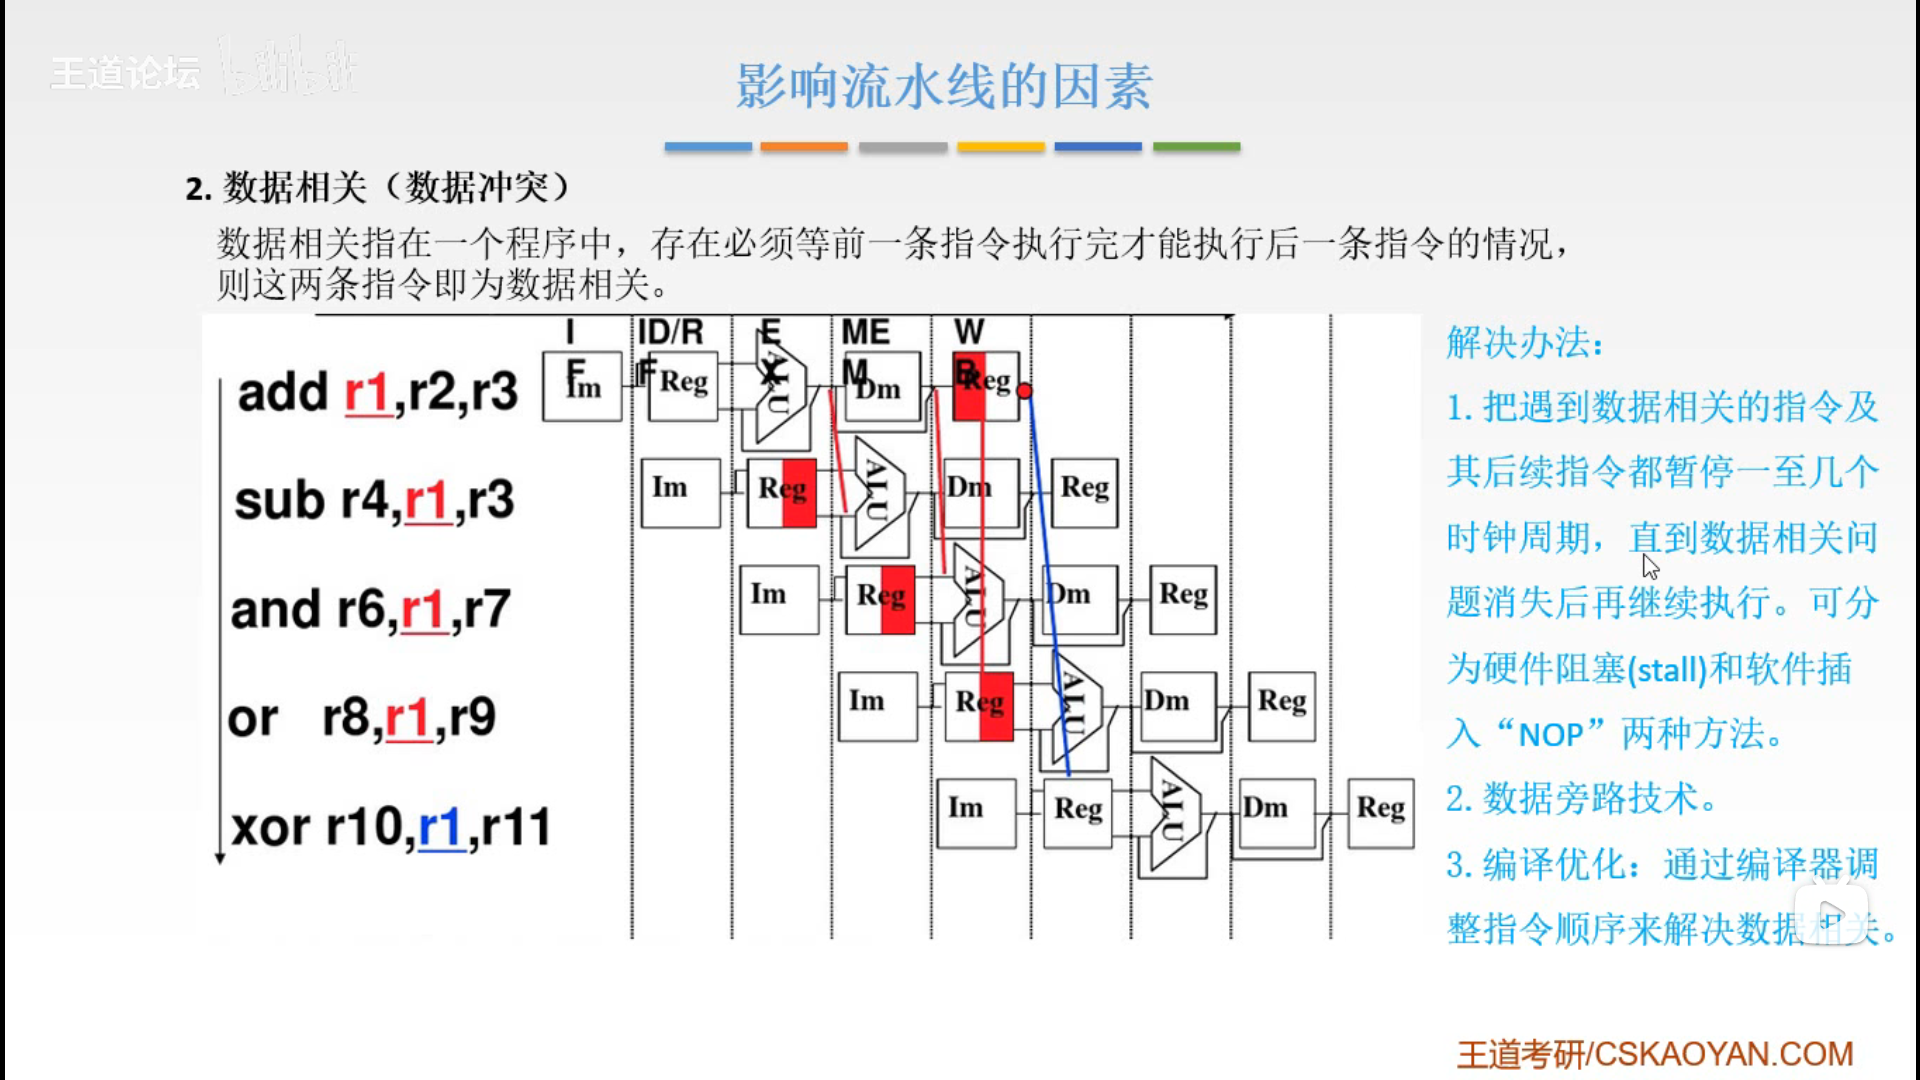 王道论坛 bilibili
影响流水线的因素
2. 数据相关（数据冲突）
数据相关指在一个程序中，存在必须等前一条指令执行完才能执行后一条指令的情况，
则这两条指令即为数据相关。
IF ID/RF EX MEM WB
add r1,r2,r3 Im Reg ALU Dm Reg
sub r4,r1,r3 Im Reg ALU Dm Reg
and r6,r1,r7 Im Reg ALU Dm Reg
or r8,r1,r9 Im Reg ALU Dm Reg
xor r10,r1,r11 Im Reg ALU Dm Reg
解决办法：
1. 把遇到数据相关的指令及
其后续指令都暂停一至几个
时钟周期，直到数据相关问
题消失后再继续执行。可分
为硬件阻塞(stall)和软件插
入“NOP”两种方法。
2. 数据旁路技术。
3. 编译优化：通过编译器调
整指令顺序来解决数据相关。
王道考研/CSKAOYAN.COM